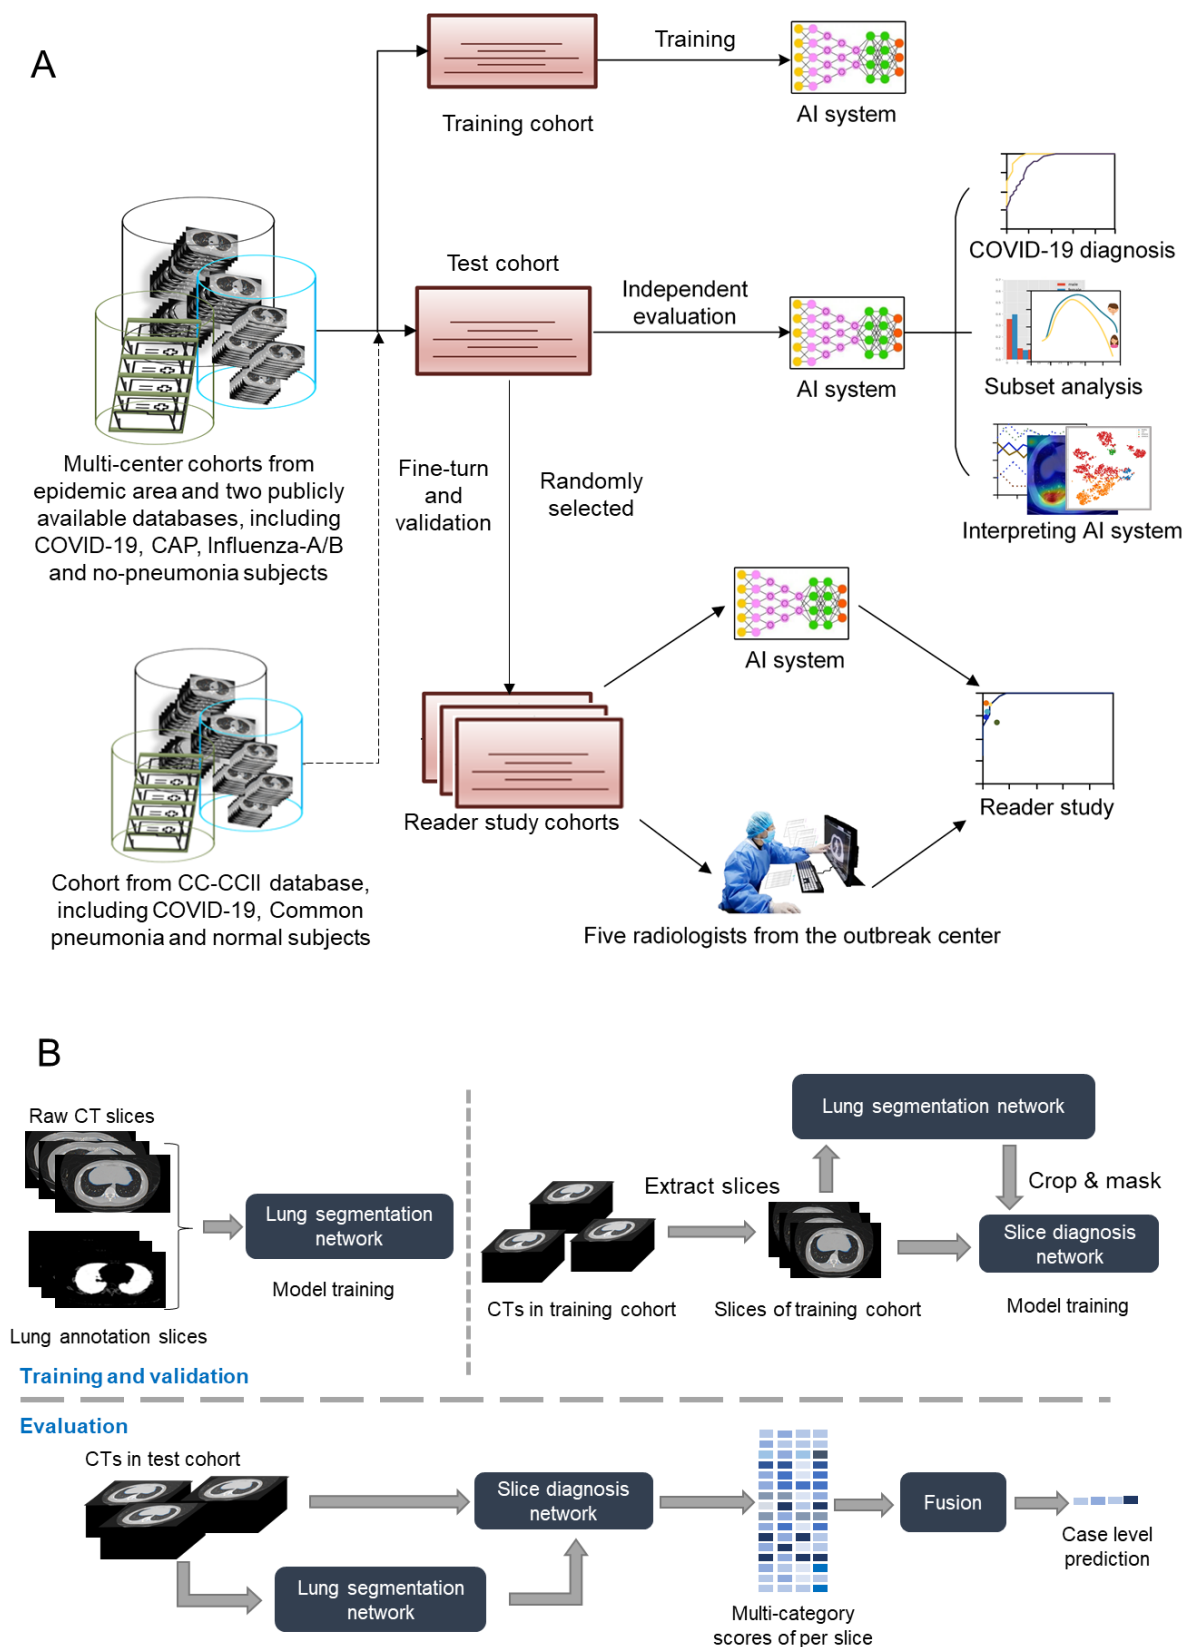 A
Training
Training cohort
AI system
Test cohort
Independent
evaluation
AI system
COVID-19 diagnosis
Subset analysis
Interpreting AI system
Multi-center cohorts from
epidemic area and two publicly
available databases, including
COVID-19, CAP, Influenza-A/B
and no-pneumonia subjects
Fine-turn
and
validation
Randomly
selected
AI system
Reader study cohorts
Reader study
Cohort from CC-CCII database,
including COVID-19, Common
pneumonia and normal subjects
Five radiologists from the outbreak center
B
Raw CT slices
Lung segmentation
network
Model training
Lung annotation slices
Lung segmentation network
Extract slices
Crop & mask
Slice diagnosis
network
CTs in training cohort
Slices of training cohort
Model training
Training and validation
Evaluation
CTs in test cohort
Slice diagnosis
network
Lung segmentation
network
Multi-category
scores of per slice
Fusion
Case level
prediction